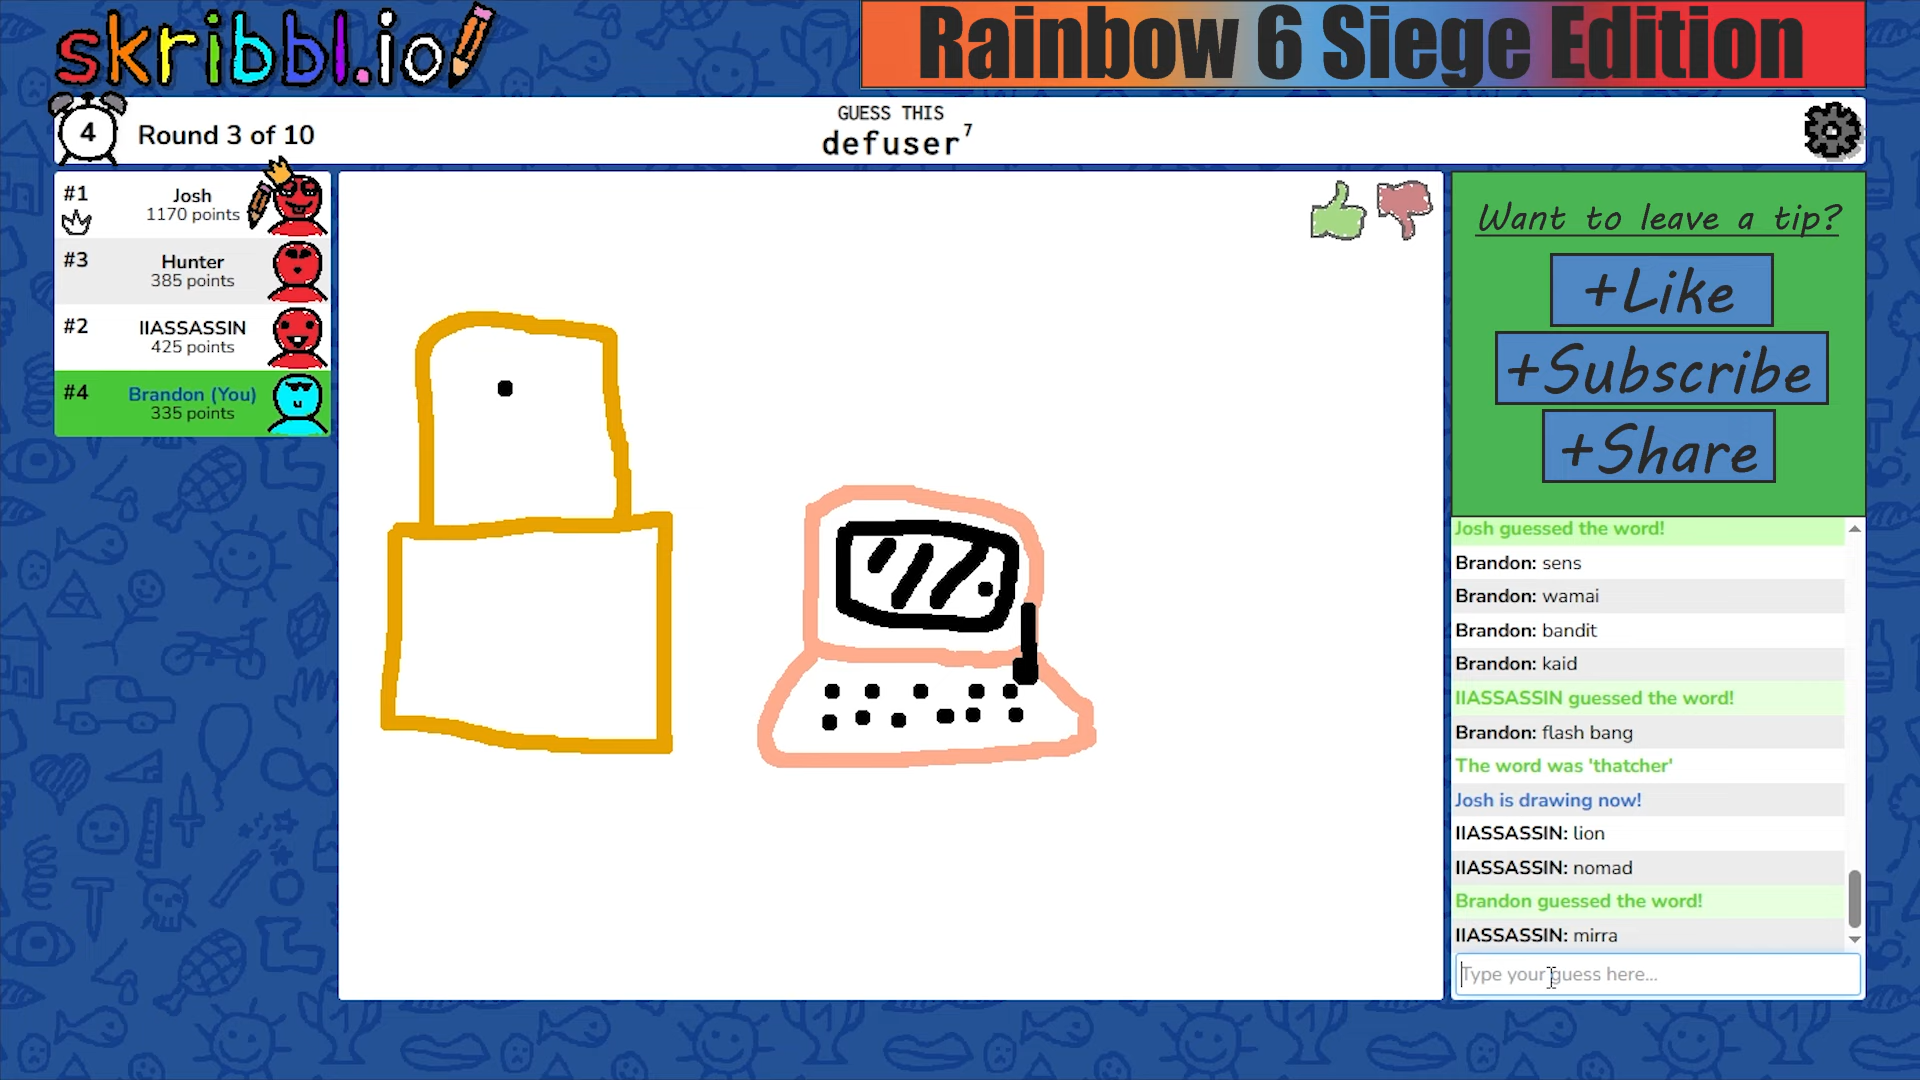 skribbl.io
Rainbow 6 Siege Edition
4
Round 3 of 10
GUESS THIS
defuser7
#1
Josh
1170 points
#3
Hunter
385 points
#2
IIASSASSIN
425 points
#4
Brandon (You)
335 points
Want to leave a tip?
+Like
+Subscribe
+Share
Josh guessed the word!
Brandon: sens
Brandon: wamai
Brandon: bandit
Brandon: kaid
IIASSASSIN guessed the word!
Brandon: flash bang
The word was 'thatcher'
Josh is drawing now!
IIASSASSIN: lion
IIASSASSIN: nomad
Brandon guessed the word!
IIASSASSIN: mirra
Type your guess here...